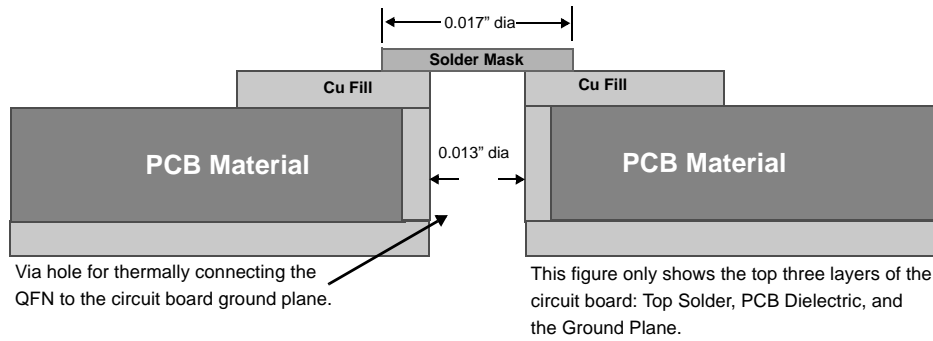 0.017” dia
Solder Mask
Cu Fill
Cu Fill
PCB Material
0.013” dia
PCB Material
Via hole for thermally connecting the
QFN to the circuit board ground plane.
This figure only shows the top three layers of the
circuit board: Top Solder, PCB Dielectric, and
the Ground Plane.